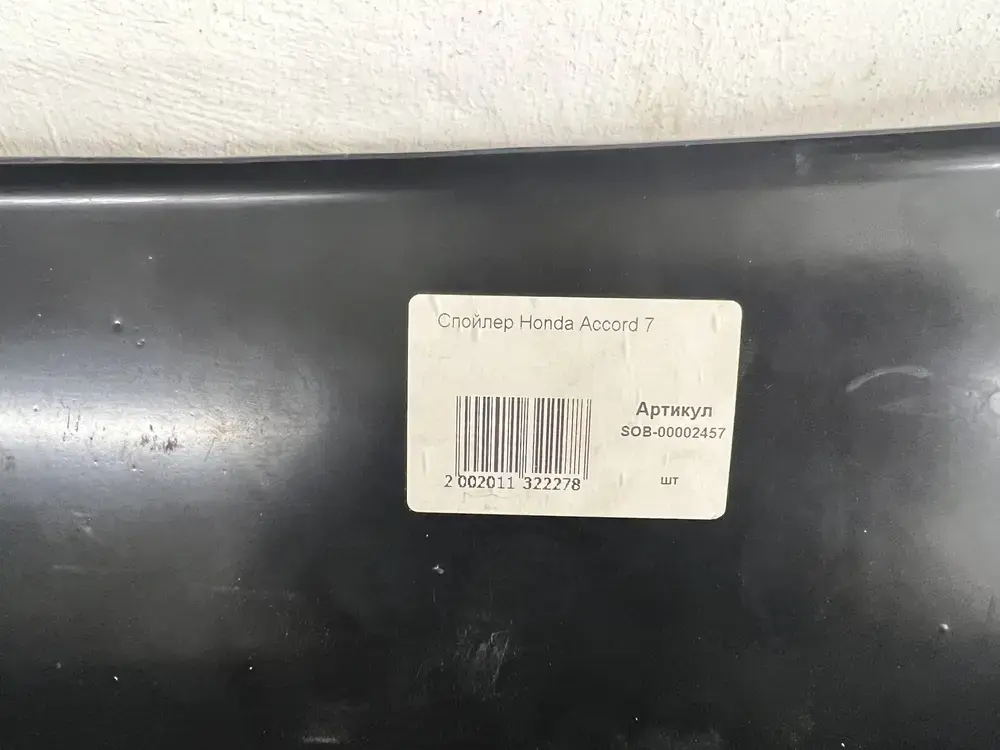 Спойлер Honda Accord 7
Артикул
SOB-00002457
2 002011 322278
шт